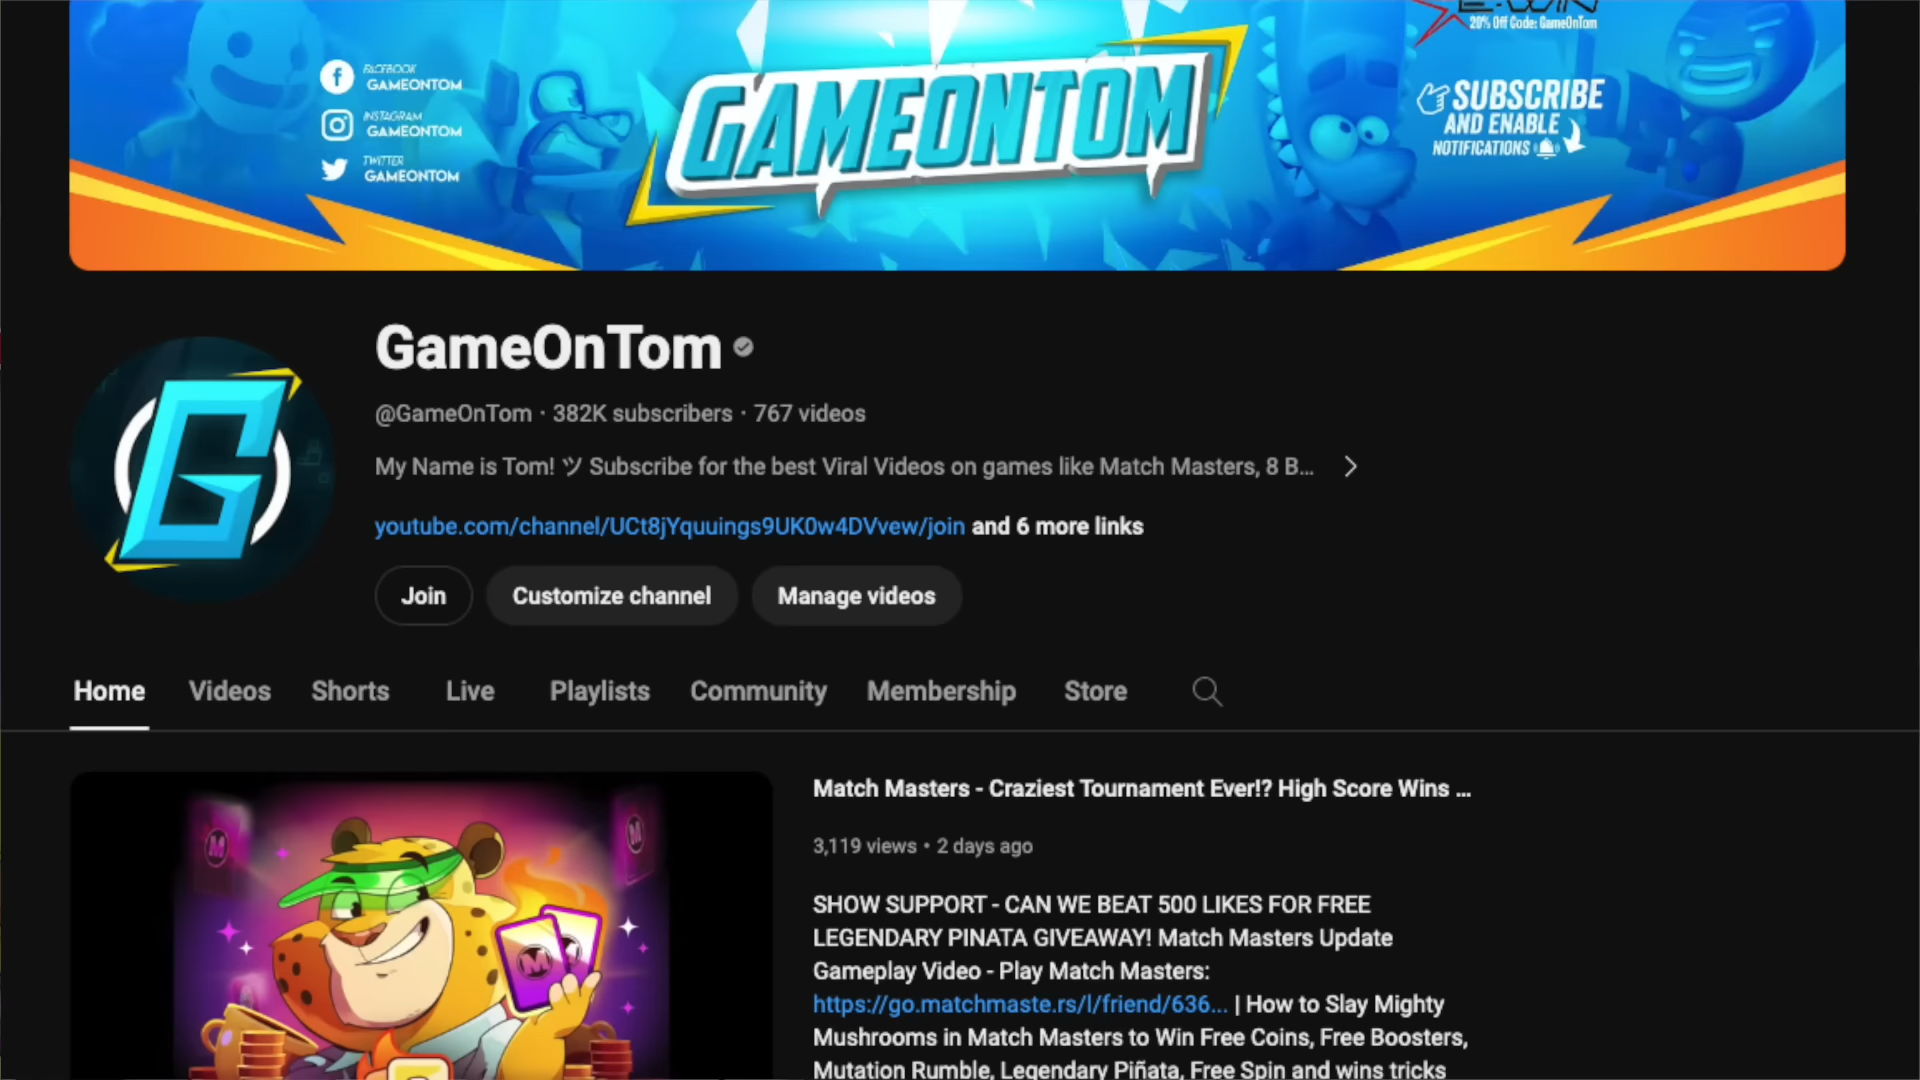 E-WIN
20% Off Code: GameOnTom
FACEBOOK
GAMEONTOM
INSTAGRAM
GAMEONTOM
TWITTER
GAMEONTOM
GAMEONTOM
SUBSCRIBE
AND ENABLE
NOTIFICATIONS
GameOnTom
@GameOnTom · 382K subscribers · 767 videos
My Name is Tom! ツ Subscribe for the best Viral Videos on games like Match Masters, 8 B...
youtube.com/channel/UCt8jYquuings9UK0w4DVvew/join and 6 more links
Join Customize channel Manage videos
Home Videos Shorts Live Playlists Community Membership Store
Match Masters - Craziest Tournament Ever!? High Score Wins ...
3,119 views • 2 days ago
SHOW SUPPORT - CAN WE BEAT 500 LIKES FOR FREE
LEGENDARY PINATA GIVEAWAY! Match Masters Update
Gameplay Video - Play Match Masters:
https://go.matchmaste.rs/l/friend/636... | How to Slay Mighty
Mushrooms in Match Masters to Win Free Coins, Free Boosters,
Mutation Rumble, Legendary Piñata, Free Spin and wins tricks